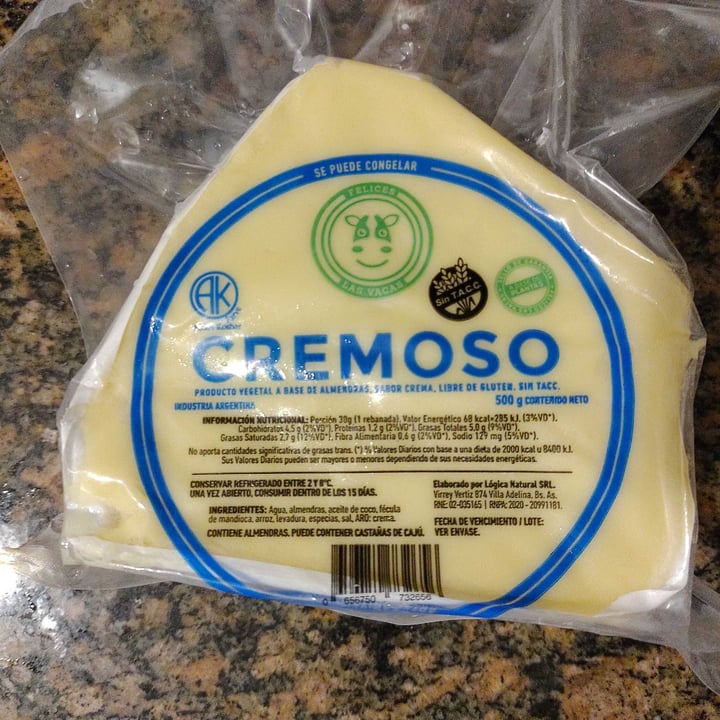 SE PUEDE CONGELAR
FELICES
LAS VACAS
AK
Kosher
Sin T.A.C.C.
CREMOSO
PRODUCTO VEGETAL A BASE DE ALMENDRAS, SABOR CREMA, LIBRE DE GLUTEN. SIN TACC.
INDUSTRIA ARGENTINA
500 g CONTENIDO NETO
INFORMACIÓN NUTRICIONAL: Porción 30g (1 rebanada), Valor Energético 68 kcal=285 kJ, (3%VD*),
Carbohidratos 4,5 g (2%VD*), Proteínas 1,2 g (2%VD*), Grasas Totales 5,0 g (9%VD*),
Grasas Saturadas 2,7 g (12%VD*), Fibra Alimentaria 0,6 g (2%VD*), Sodio 129 mg (5%VD*).
No aporta cantidades significativas de grasas trans. (*) % Valores Diarios con base a una dieta de 2000 kcal u 8400 kJ.
Sus Valores Diarios pueden ser mayores o menores dependiendo de sus necesidades energéticas.
CONSERVAR REFRIGERADO ENTRE 2 Y 8°C.
UNA VEZ ABIERTO, CONSUMIR DENTRO DE LOS 15 DÍAS.
INGREDIENTES: Agua, almendras, aceite de coco, fécula
de mandioca, arroz, levadura, especias, sal, ARO: crema.
CONTIENE ALMENDRAS. PUEDE CONTENER CASTAÑAS DE CAJÚ.
Elaborado por Lógica Natural SRL.
Virrey Vertiz 874 Villa Adelina, Bs. As.
RNE: 02-035165 | RNPA: 2020 - 20991181.
FECHA DE VENCIMIENTO / LOTE:
VER ENVASE.
0 656750 732656